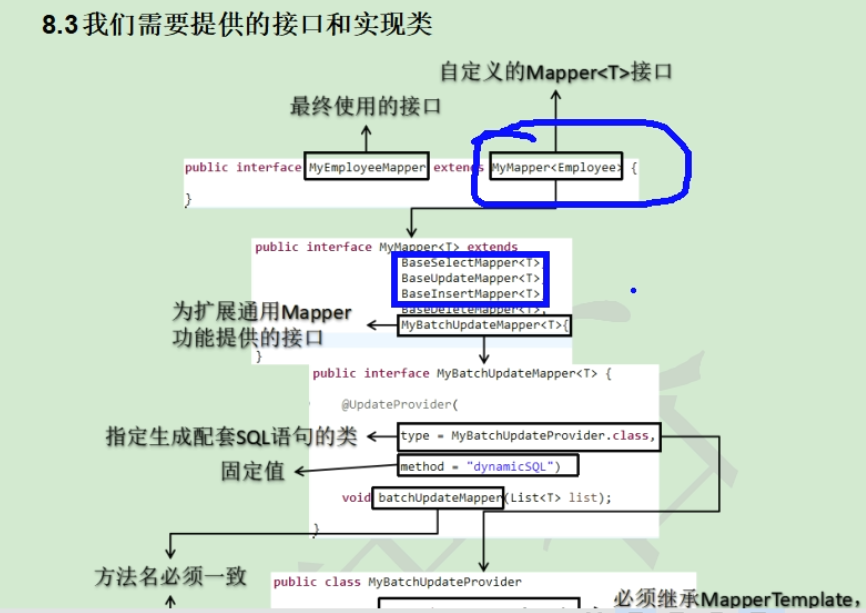 8.3我们需要提供的接口和实现类
自定义的Mapper<T>接口
最终使用的接口
public interface MyEmployeeMapper extends MyMapper<Employee> {
}
public interface MyMapper<T> extends
BaseSelectMapper<T>,
BaseUpdateMapper<T>,
BaseInsertMapper<T>,
BaseDeleteMapper<T>,
为扩展通用Mapper
功能提供的接口
MyBatchUpdateMapper<T>{
}
public interface MyBatchUpdateMapper<T> {
@UpdateProvider(
指定生成配套SQL语句的类
type = MyBatchUpdateProvider.class,
固定值
method = "dynamicSQL")
void batchUpdateMapper(List<T> list);
}
方法名必须一致
public class MyBatchUpdateProvider
必须继承MapperTemplate，